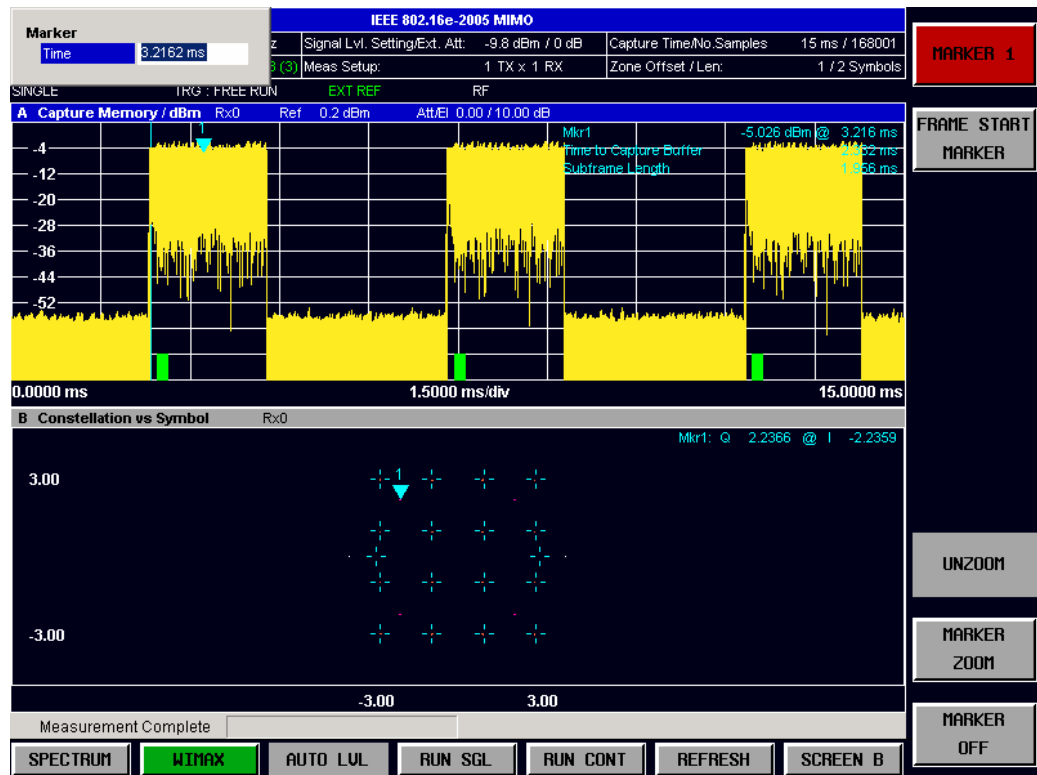 IEEE 802.16e-2005 MIMO
Marker
Time 3.2162 ms
z Signal Lvl. Setting/Ext. Att: -9.8 dBm / 0 dB Capture Time/No.Samples 15 ms / 168001
(3) Meas Setup: 1 TX x 1 RX Zone Offset / Len: 1 / 2 Symbols
SINGLE TRG : FREE RUN EXT REF RF
A Capture Memory / dBm Rx0 Ref 0.2 dBm Att/El 0.00 / 10.00 dB
1 Mkr1 -5.026 dBm @ 3.216 ms
-4 Time to Capture Buffer ms
Subframe Length 1.956 ms
-12
-20
-28
-36
-44
-52
0.0000 ms 1.5000 ms/div 15.0000 ms
B Constellation vs Symbol Rx0
Mkr1: Q 2.2366 @ I -2.2359
3.00 1
-3.00
-3.00 3.00
Measurement Complete
SPECTRUM WIMAX AUTO LVL RUN SGL RUN CONT REFRESH SCREEN B
MARKER 1
FRAME START
MARKER
UNZOOM
MARKER
ZOOM
MARKER
OFF